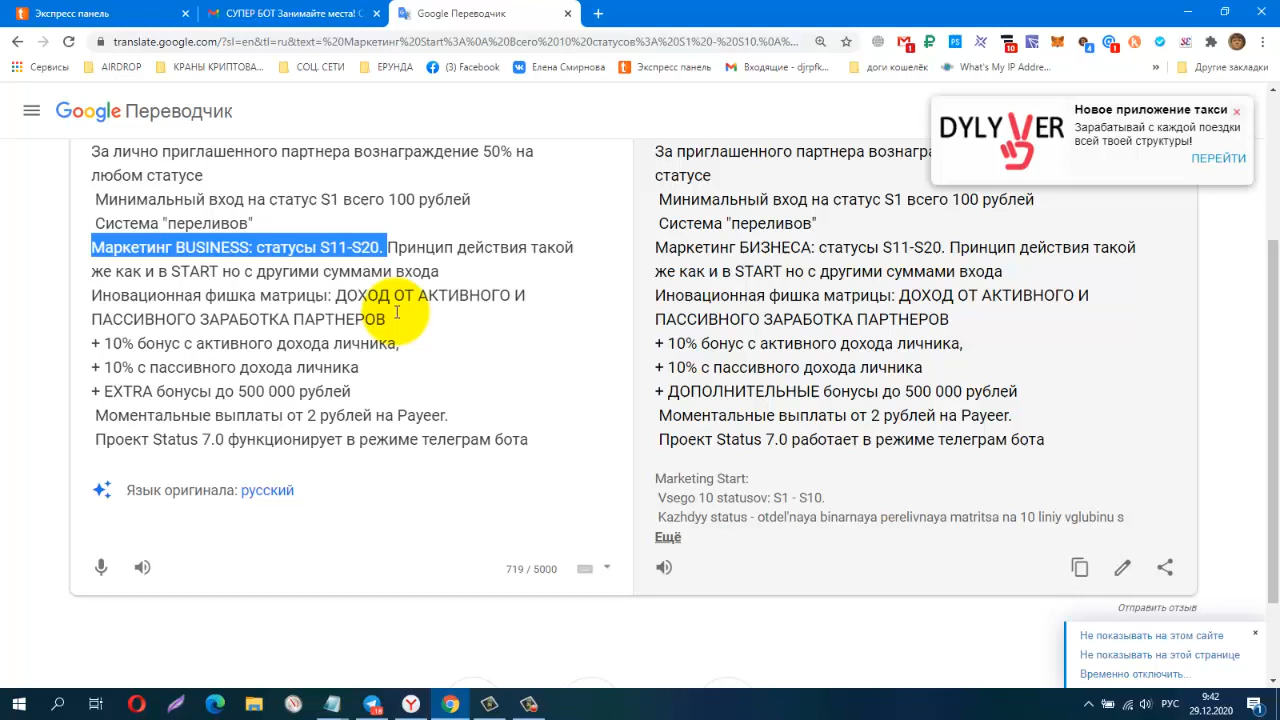 Экспресс панель
СУПЕР БОТ Занимайте места! С
Google Переводчик
translate.google.com/?sl=en&tl=ru&text=%20Маркетинг%20Start%3A%0A%20Всего%2010%20статусов%3A%20S1%20-%20S10.%0A%...
Сервисы
AIRDROP
КРАНЫ КРИПТОВА...
СОЦ. СЕТИ
ЕРУНДА
(3) Facebook
Елена Смирнова
Экспресс панель
Входящие - djrpfk...
доги кошелёк
What's My IP Addre...
»
Другие закладки
Google Переводчик
DYLYVER
Новое приложение такси
Зарабатывай с каждой поездки
всей твоей структуры!
ПЕРЕЙТИ
За лично приглашенного партнера вознаграждение 50% на
любом статусе
Минимальный вход на статус S1 всего 100 рублей
Система "переливов"
Маркетинг BUSINESS: статусы S11-S20. Принцип действия такой
же как и в START но с другими суммами входа
Иновационная фишка матрицы: ДОХОД ОТ АКТИВНОГО И
ПАССИВНОГО ЗАРАБОТКА ПАРТНЕРОВ
+ 10% бонус с активного дохода личника,
+ 10% с пассивного дохода личника
+ EXTRA бонусы до 500 000 рублей
Моментальные выплаты от 2 рублей на Payeer.
Проект Status 7.0 функционирует в режиме телеграм бота
Язык оригинала: русский
719 / 5000
За приглашенного партнера вознагра
статусе
Минимальный вход на статус S1 всего 100 рублей
Система "переливов"
Маркетинг БИЗНЕСА: статусы S11-S20. Принцип действия такой
же как и в START но с другими суммами входа
Иновационная фишка матрицы: ДОХОД ОТ АКТИВНОГО И
ПАССИВНОГО ЗАРАБОТКА ПАРТНЕРОВ
+ 10% бонус с активного дохода личника,
+ 10% с пассивного дохода личника
+ ДОПОЛНИТЕЛЬНЫЕ бонусы до 500 000 рублей
Моментальные выплаты от 2 рублей на Payeer.
Проект Status 7.0 работает в режиме телеграм бота
Marketing Start:
Vsego 10 statusov: S1 - S10.
Kazhdyy status - otdel'naya binarnaya perelivnaya matritsa na 10 liniy vglubinu s
Ещё
Отправить отзыв
Не показывать на этом сайте
Не показывать на этой странице
Временно отключить...
РУС
9:42
29.12.2020